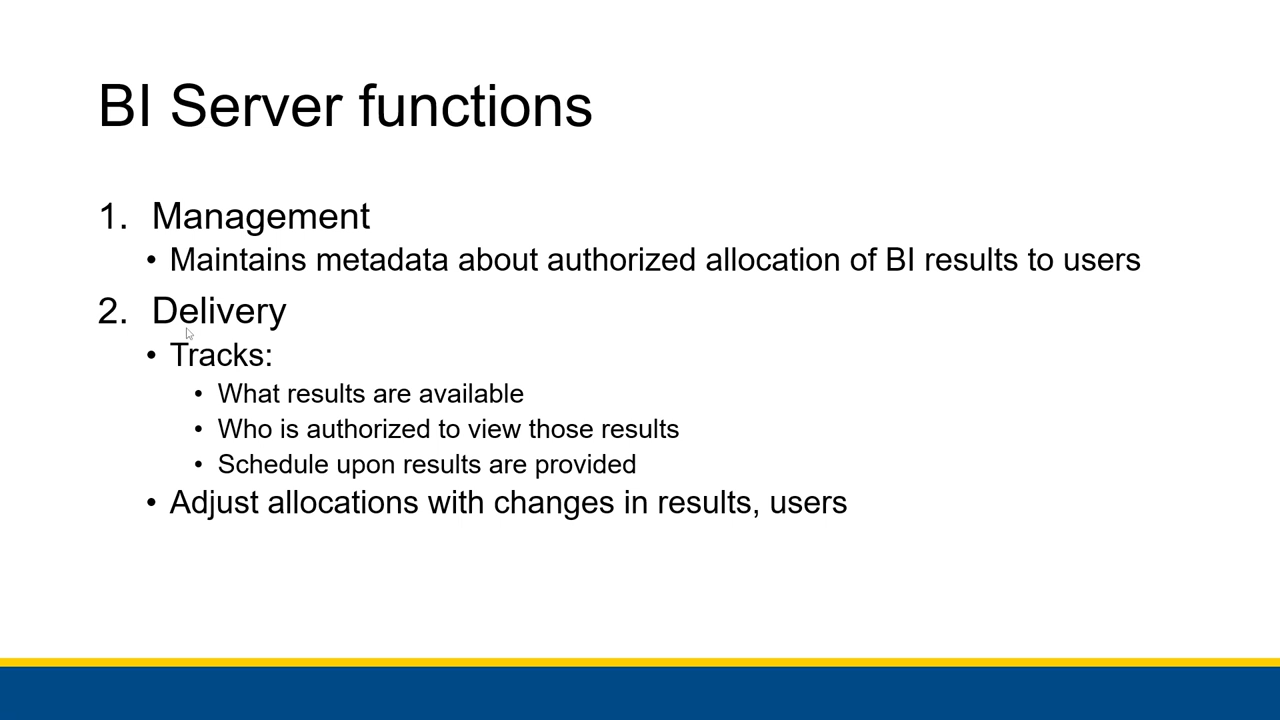 BI Server functions
1. Management
• Maintains metadata about authorized allocation of BI results to users
2. Delivery
• Tracks:
• What results are available
• Who is authorized to view those results
• Schedule upon results are provided
• Adjust allocations with changes in results, users